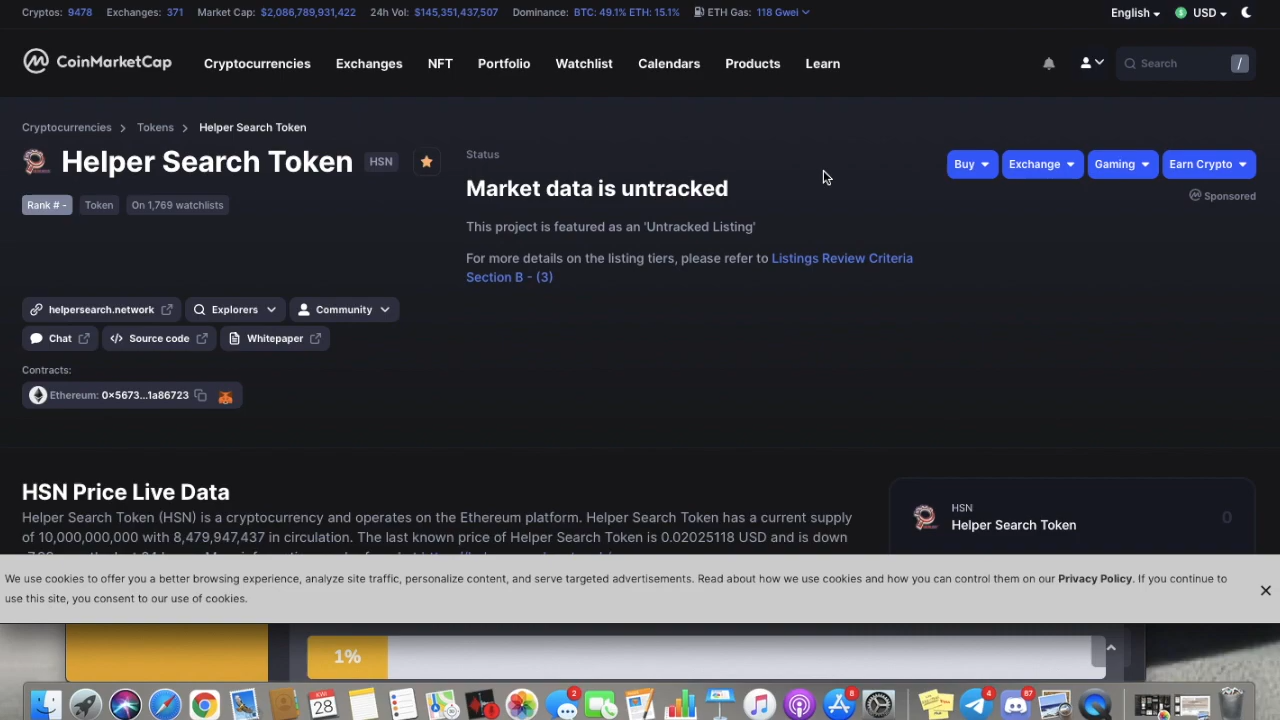 Cryptos: 9478 Exchanges: 371 Market Cap: $2,086,789,931,422 24h Vol: $145,351,437,507 Dominance: BTC: 49.1% ETH: 15.1% ETH Gas: 118 Gwei English USD
CoinMarketCap Cryptocurrencies Exchanges NFT Portfolio Watchlist Calendars Products Learn Search /
Cryptocurrencies > Tokens > Helper Search Token
Helper Search Token HSN
Rank # - Token On 1,769 watchlists
Status
Market data is untracked
This project is featured as an 'Untracked Listing'
For more details on the listing tiers, please refer to Listings Review Criteria
Section B - (3)
Buy Exchange Gaming Earn Crypto
Sponsored
helpersearch.network Explorers Community
Chat Source code Whitepaper
Contracts:
Ethereum: 0x5673...1a86723
HSN Price Live Data
Helper Search Token (HSN) is a cryptocurrency and operates on the Ethereum platform. Helper Search Token has a current supply
of 10,000,000,000 with 8,479,947,437 in circulation. The last known price of Helper Search Token is 0.02025118 USD and is down
HSN
Helper Search Token
0
We use cookies to offer you a better browsing experience, analyze site traffic, personalize content, and serve targeted advertisements. Read about how we use cookies and how you can control them on our Privacy Policy. If you continue to
use this site, you consent to our use of cookies.
1%
28
2
8
4
87